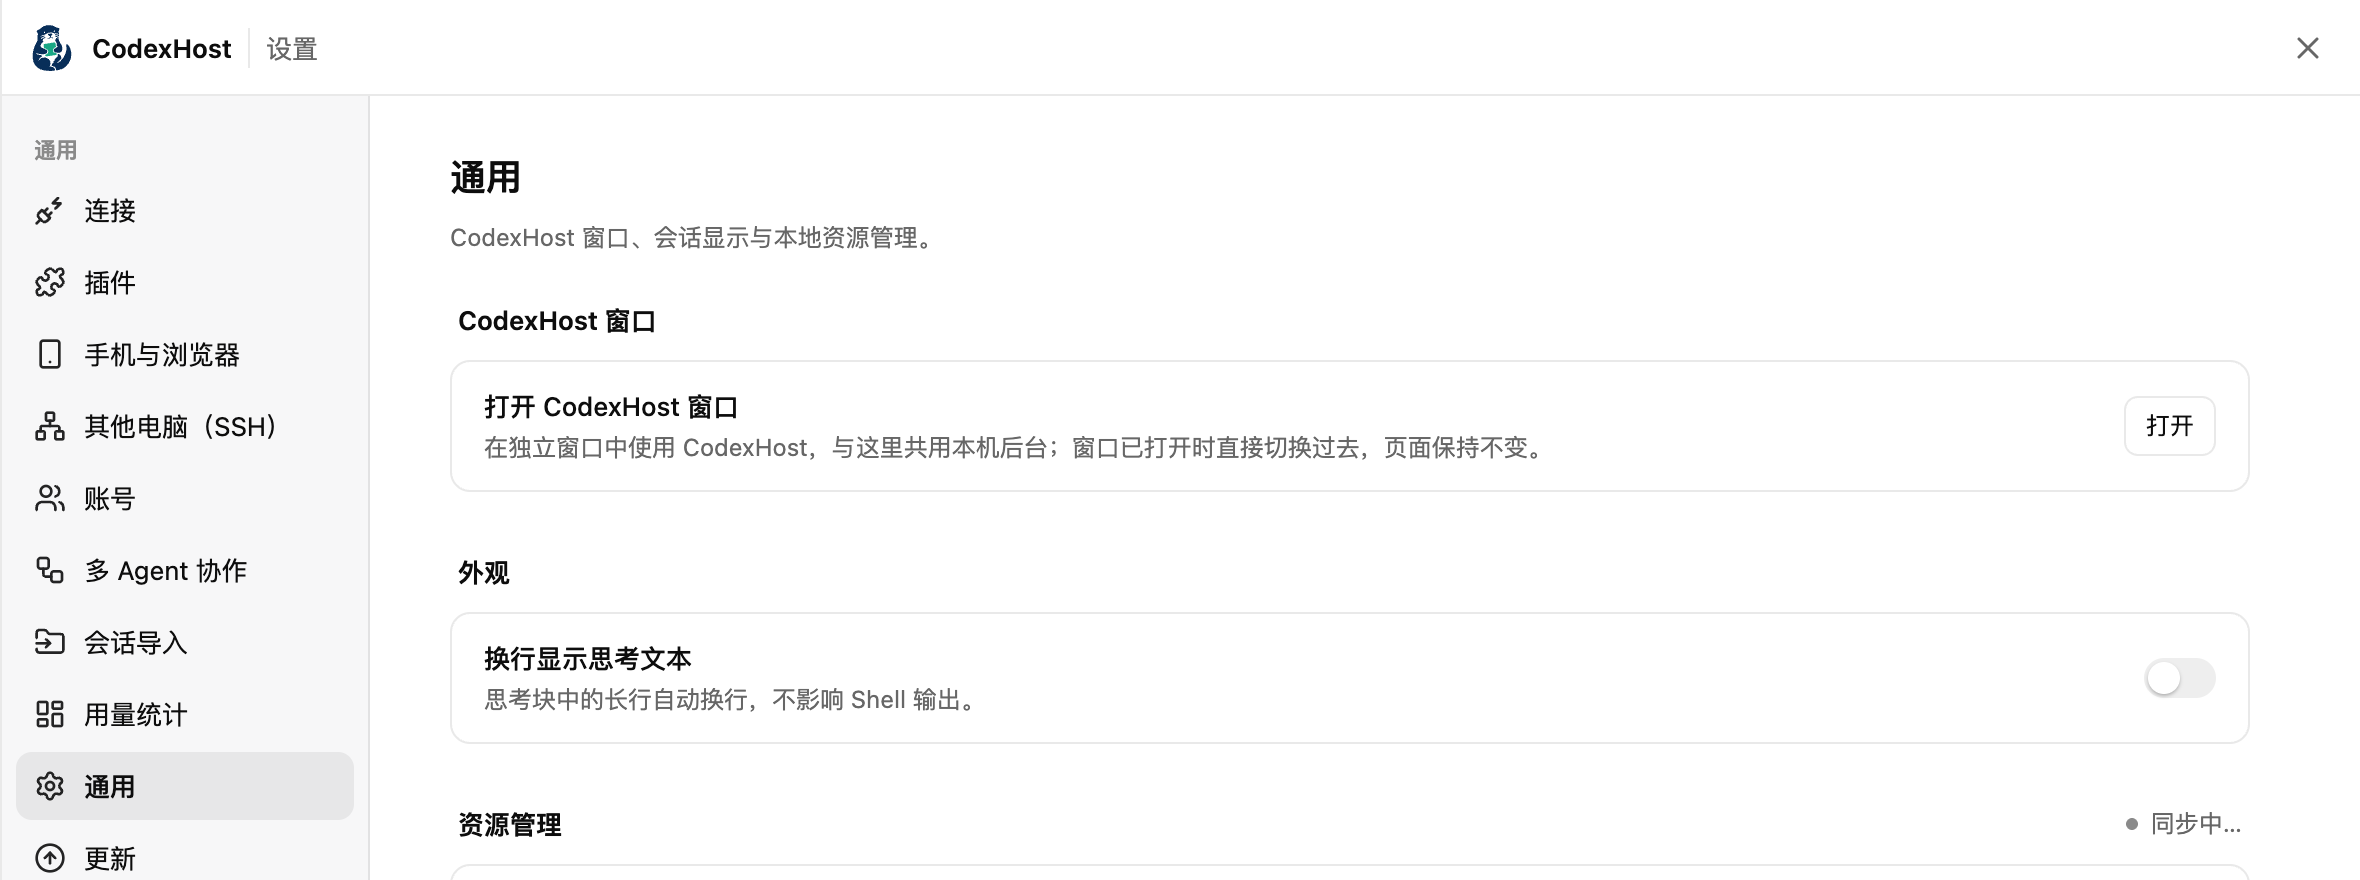 CodexHost 设置
通用
连接
插件
手机与浏览器
其他电脑（SSH）
账号
多 Agent 协作
会话导入
用量统计
通用
更新
通用
CodexHost 窗口、会话显示与本地资源管理。
CodexHost 窗口
打开 CodexHost 窗口
在独立窗口中使用 CodexHost，与这里共用本机后台；窗口已打开时直接切换过去，页面保持不变。
打开
外观
换行显示思考文本
思考块中的长行自动换行，不影响 Shell 输出。
资源管理
同步中...